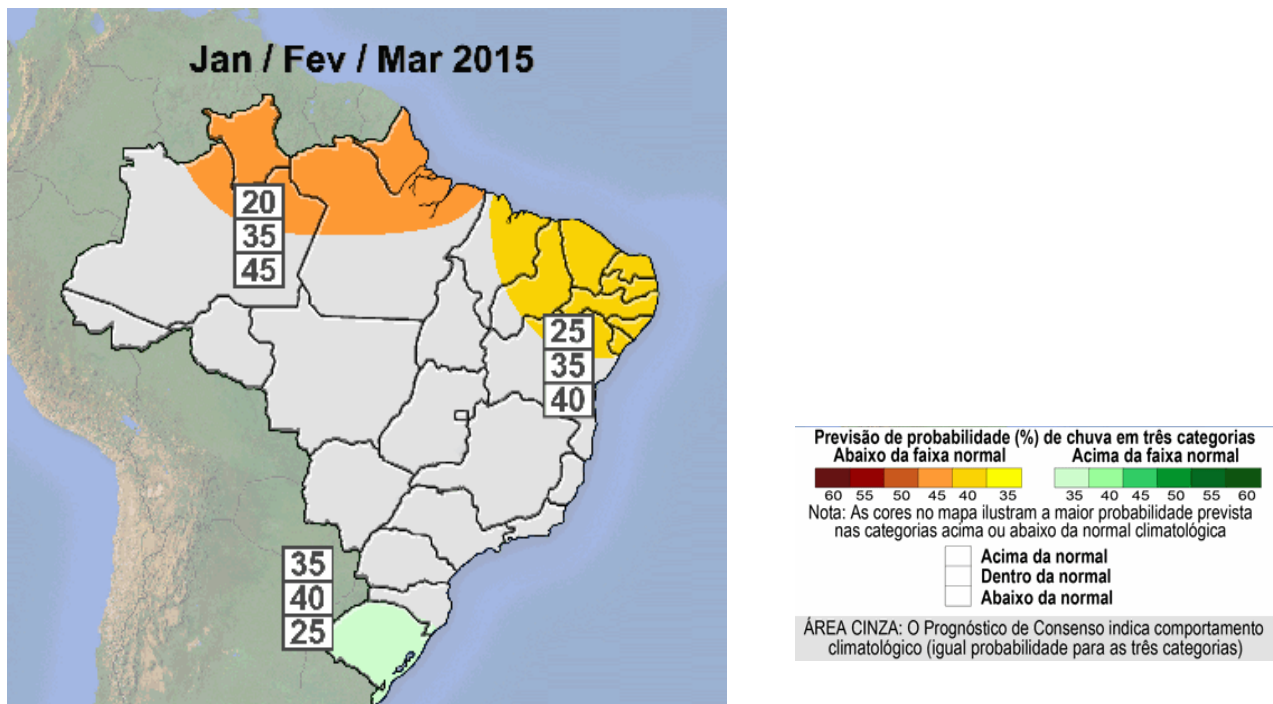 Jan / Fev / Mar 2015
20
35
45
25
35
40
35
40
25
Previsão de probabilidade (%) de chuva em três categorias
Abaixo da faixa normal Acima da faixa normal
60 55 50 45 40 35 35 40 45 50 55 60
Nota: As cores no mapa ilustram a maior probabilidade prevista
nas categorias acima ou abaixo da normal climatológica
Acima da normal
Dentro da normal
Abaixo da normal
ÁREA CINZA: O Prognóstico de Consenso indica comportamento
climatológico (igual probabilidade para as três categorias)